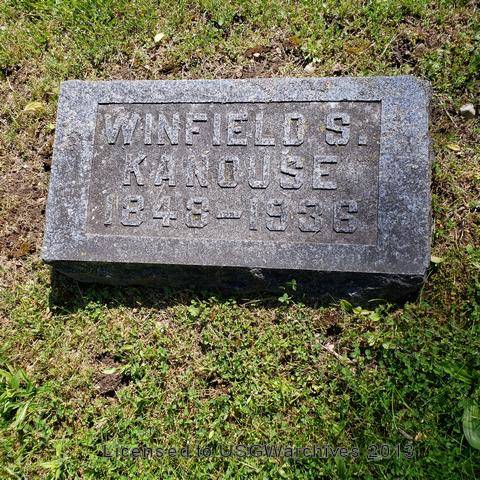 WINFIELD S.
KANOUSE
1848-1936
Licensed to USGWarchives 2013